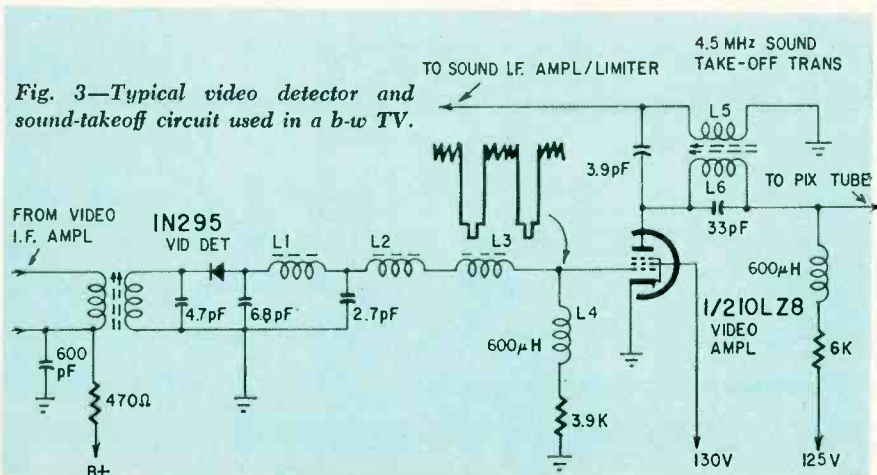 Fig. 3—Typical video detector and
sound-takeoff circuit used in a b-w TV.
TO SOUND I.F. AMPL/LIMITER
4.5 MHz SOUND
TAKE-OFF TRANS
L5
3.9pF
L6
33pF
TO PIX TUBE
FROM VIDEO
I.F. AMPL
1N295
VID DET
L1
L2
L3
4.7pF
6.8pF
2.7pF
600
pF
470Ω
B+
L4
600μH
3.9K
1/210LZ8
VIDEO
AMPL
600μH
6K
130V
125V